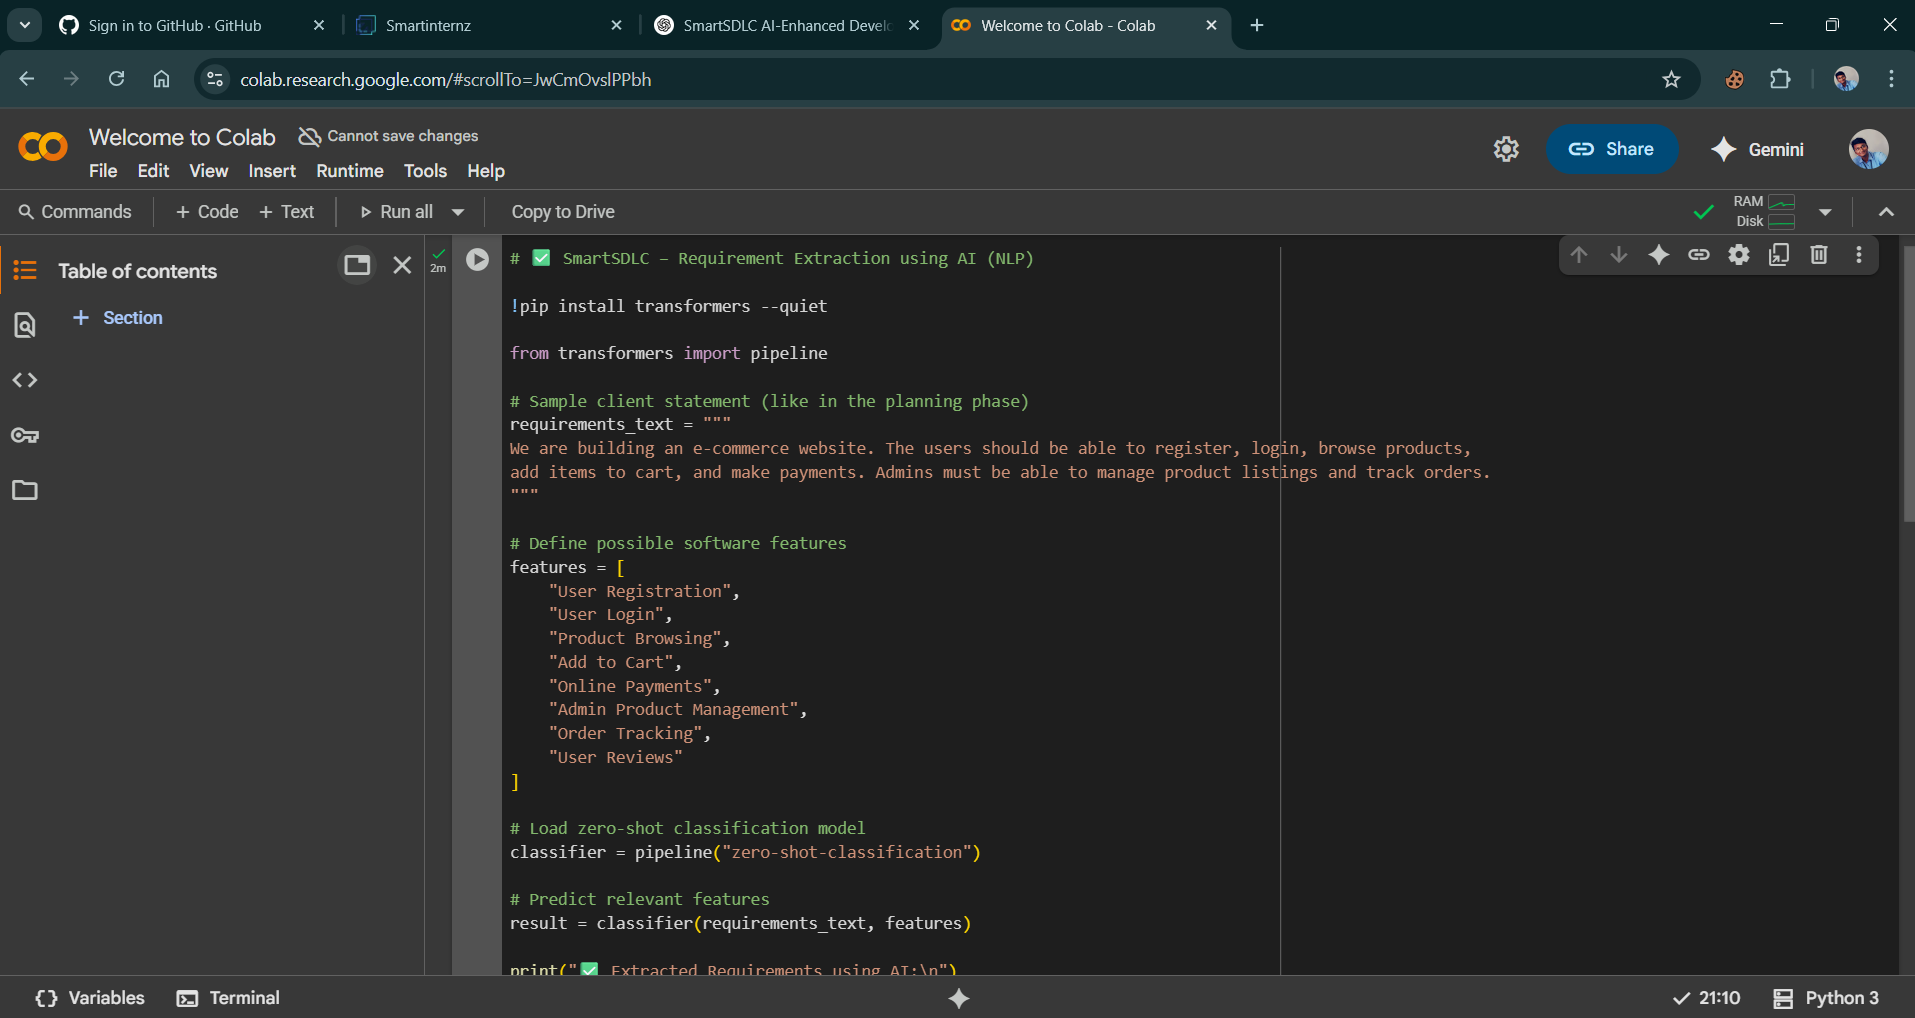 Sign in to GitHub · GitHub
Smartinternz
SmartSDLC AI-Enhanced Develo
Welcome to Colab - Colab
colab.research.google.com/#scrollTo=JwCmOvslPPbh
Welcome to Colab
Cannot save changes
File Edit View Insert Runtime Tools Help
Share
Gemini
Commands
+ Code
+ Text
Run all
Copy to Drive
RAM
Disk
Table of contents
+ Section
2m
# ✅ SmartSDLC – Requirement Extraction using AI (NLP)
!pip install transformers --quiet
from transformers import pipeline
# Sample client statement (like in the planning phase)
requirements_text = """
We are building an e-commerce website. The users should be able to register, login, browse products,
add items to cart, and make payments. Admins must be able to manage product listings and track orders.
"""
# Define possible software features
features = [
"User Registration",
"User Login",
"Product Browsing",
"Add to Cart",
"Online Payments",
"Admin Product Management",
"Order Tracking",
"User Reviews"
]
# Load zero-shot classification model
classifier = pipeline("zero-shot-classification")
# Predict relevant features
result = classifier(requirements_text, features)
print("✅ Extracted Requirements using AI:\n")
{} Variables
Terminal
21:10
Python 3